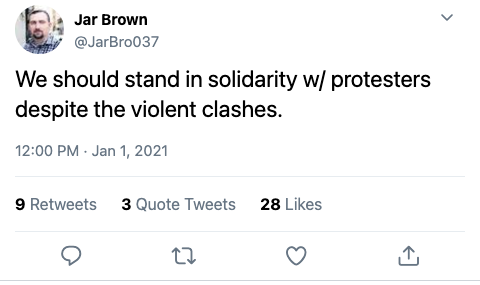 Jar Brown
@JarBro037
We should stand in solidarity w/ protesters
despite the violent clashes.
12:00 PM · Jan 1, 2021
9 Retweets 3 Quote Tweets 28 Likes